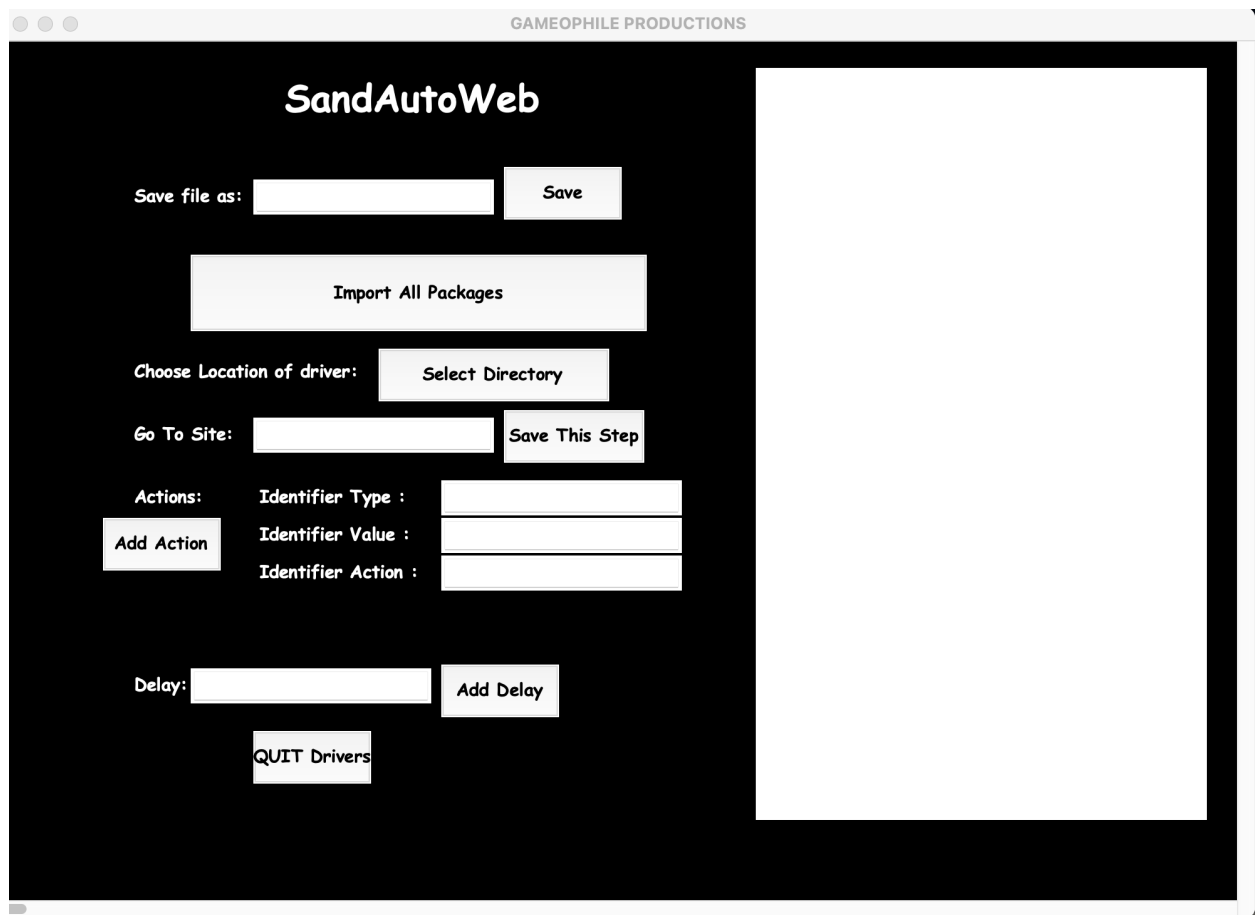 GAMEOPHILE PRODUCTIONS
SandAutoWeb
Save file as:
Save
Import All Packages
Choose Location of driver:
Select Directory
Go To Site:
Save This Step
Actions:
Identifier Type :
Add Action
Identifier Value :
Identifier Action :
Delay:
Add Delay
QUIT Drivers